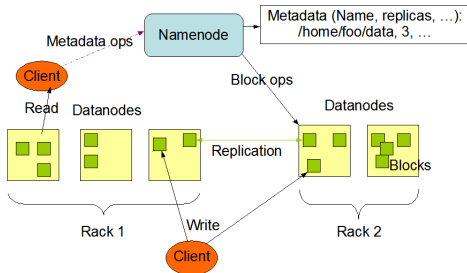 Metadata (Name, replicas, …):
/home/foo/data, 3, …
Namenode
Metadata ops
Client
Block ops
Read
Datanodes
Datanodes
Replication
Blocks
Rack 1
Write
Rack 2
Client